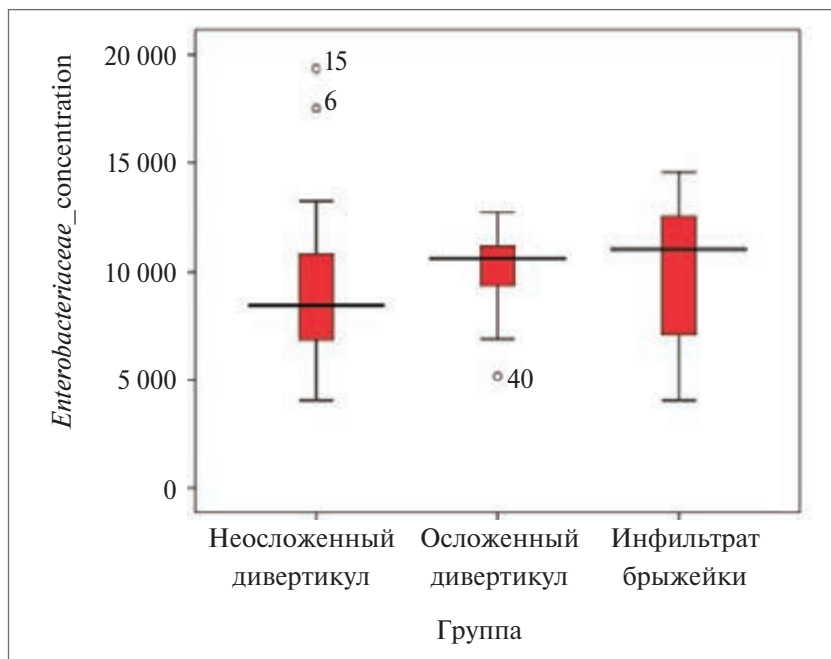 Enterobacteriaceae_concentration
20 000
15 000
10 000
5 000
0
15
6
40
Неосложенный
дивертикул
Осложенный
дивертикул
Инфильтрат
брыжейки
Группа